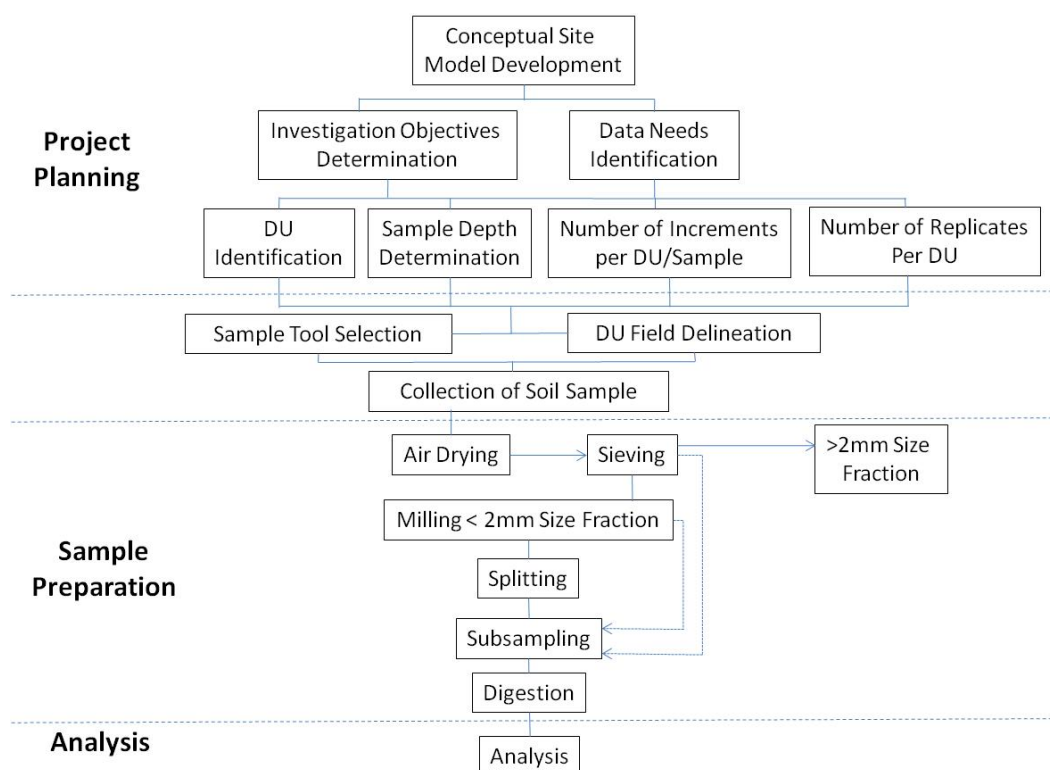 Conceptual Site
Model Development
Project
Planning
Investigation Objectives
Determination
Data Needs
Identification
DU
Identification
Sample Depth
Determination
Number of Increments
per DU/Sample
Number of Replicates
Per DU
Sample Tool Selection
DU Field Delineation
Collection of Soil Sample
Sample
Preparation
Air Drying
Sieving
>2mm Size
Fraction
Milling < 2mm Size Fraction
Splitting
Subsampling
Digestion
Analysis
Analysis